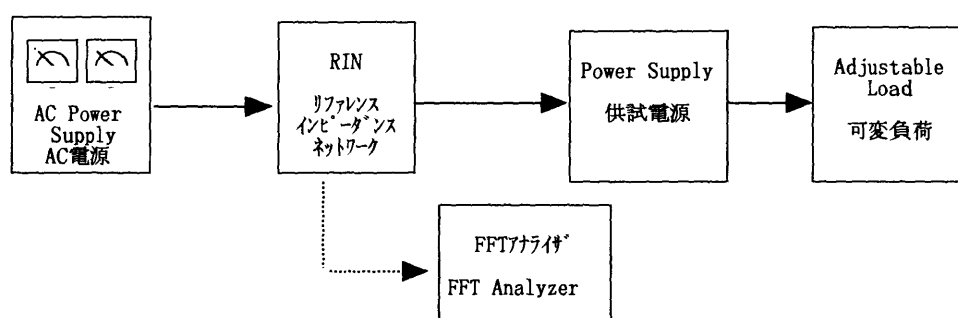 AC Power
Supply
AC電源
RIN
リファレンス
インピーダンス
ネットワーク
Power Supply
供試電源
Adjustable
Load
可変負荷
FFTアナライザ
FFT Analyzer